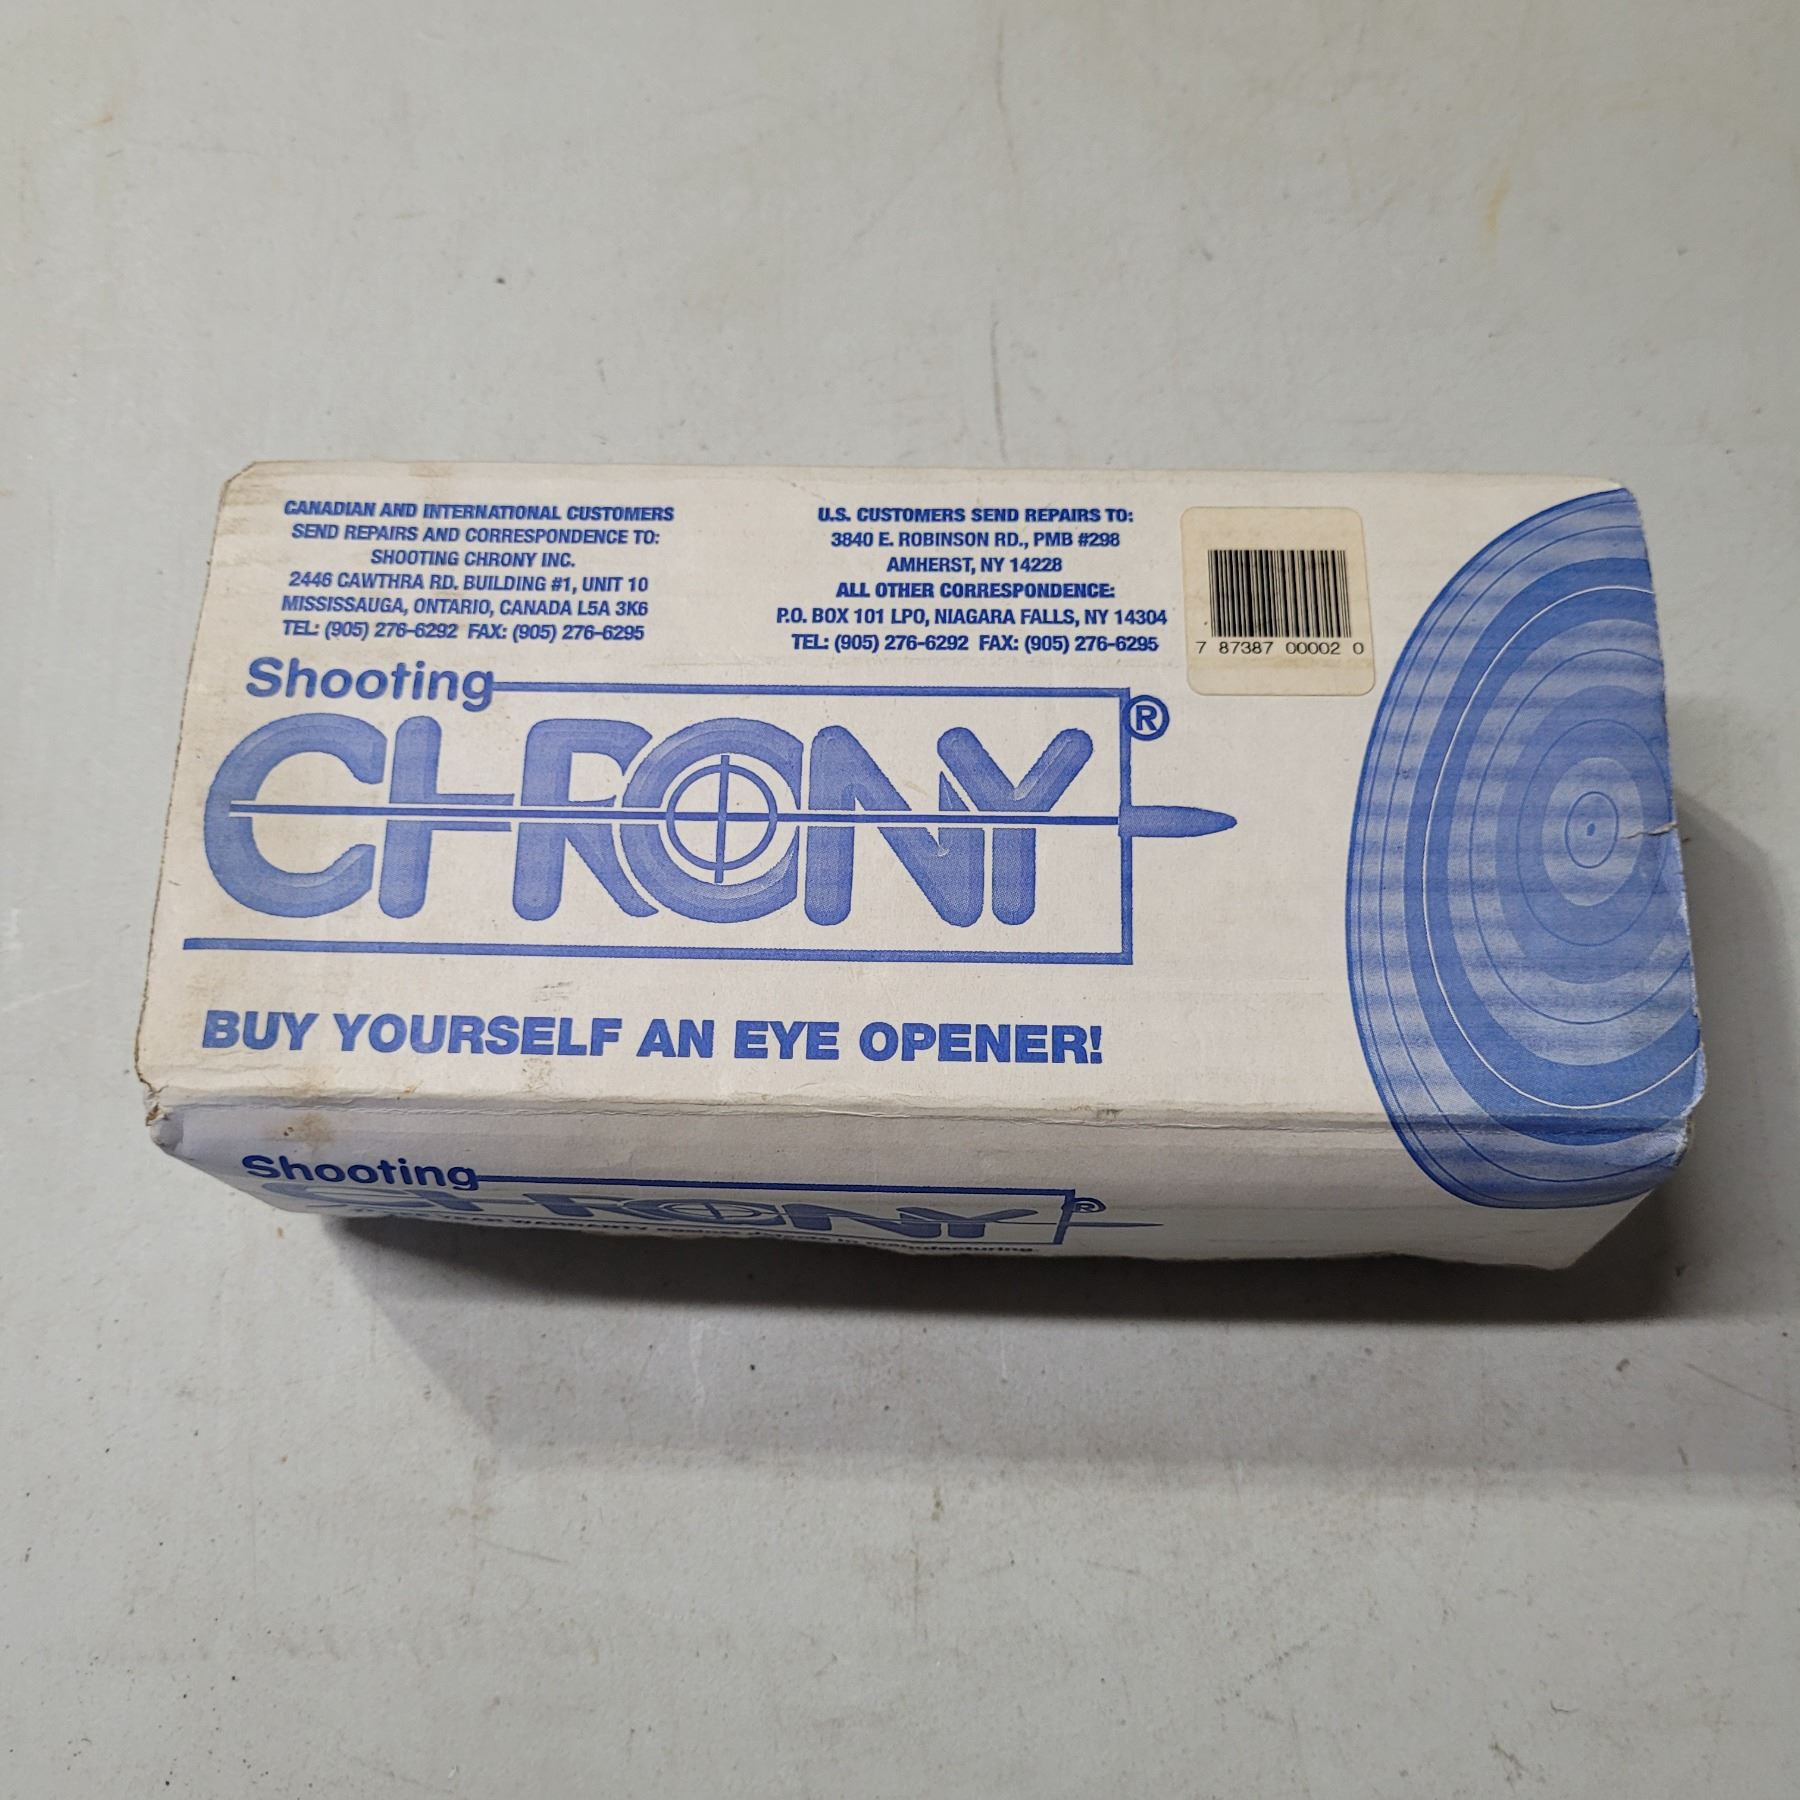 CANADIAN AND INTERNATIONAL CUSTOMERS
SEND REPAIRS AND CORRESPONDENCE TO:
SHOOTING CHRONY INC.
2446 CAWTHRA RD. BUILDING #1, UNIT 10
MISSISSAUGA, ONTARIO, CANADA L5A 3K6
TEL: (905) 276-6292 FAX: (905) 276-6295
U.S. CUSTOMERS SEND REPAIRS TO:
3840 E. ROBINSON RD., PMB #298
AMHERST, NY 14228
ALL OTHER CORRESPONDENCE:
P.O. BOX 101 LPO, NIAGARA FALLS, NY 14304
TEL: (905) 276-6292 FAX: (905) 276-6295
7 87387 00002 0
Shooting
CHRONY®
BUY YOURSELF AN EYE OPENER!
Shooting
CHRONY®
WARRANTY in manufacturing.